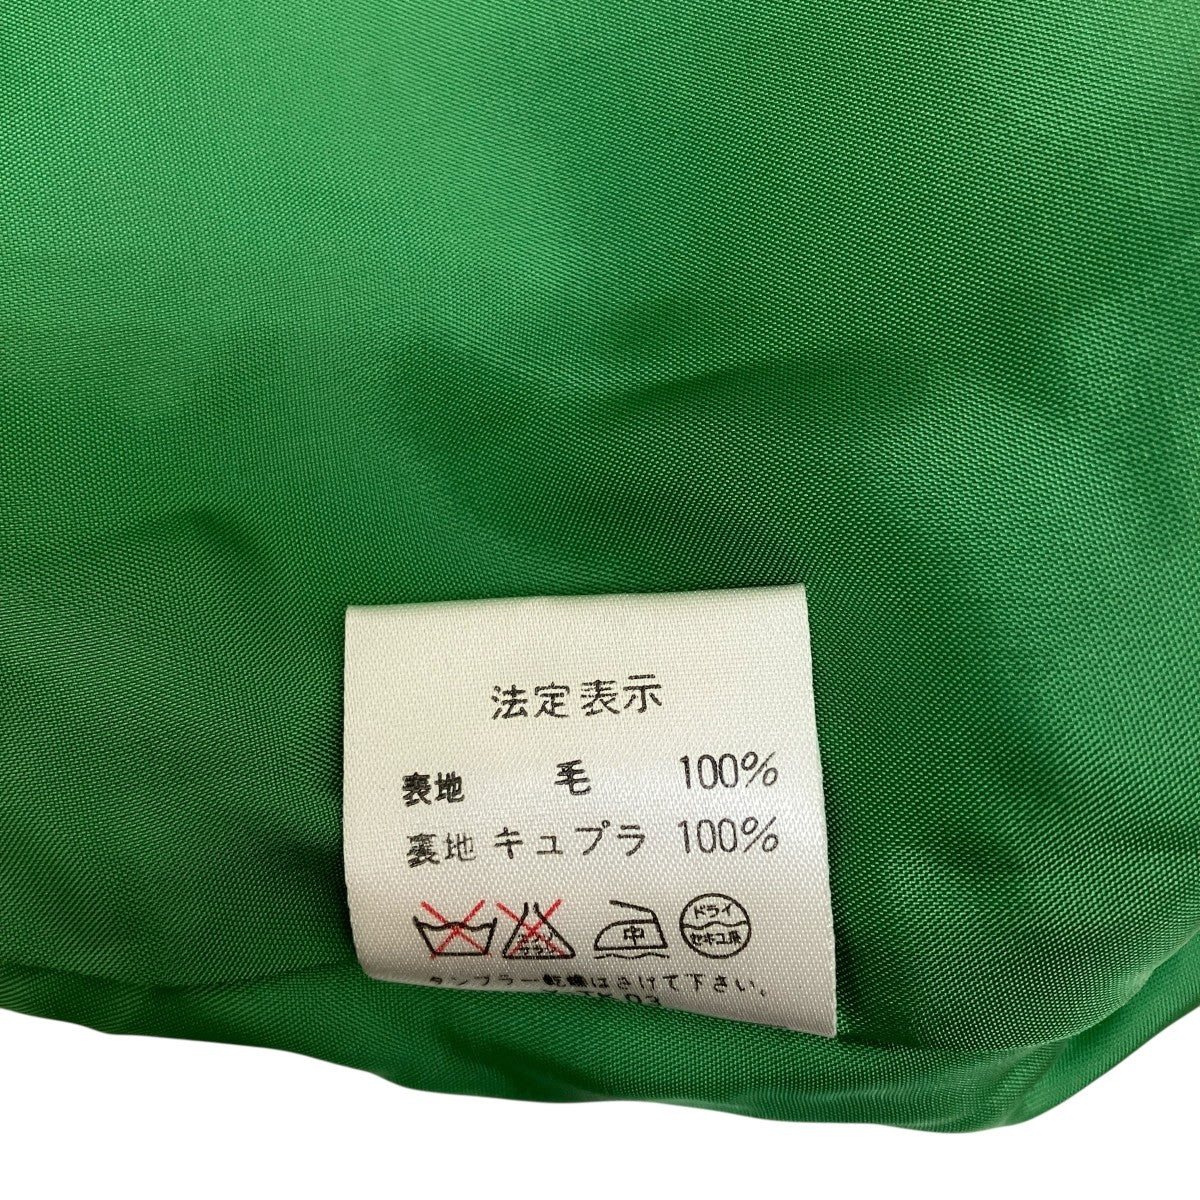 法定表示
表地 毛 100%
裏地 キュプラ 100%
中
ドライ
セキユ系
タンブラー乾燥はさけて下さい。